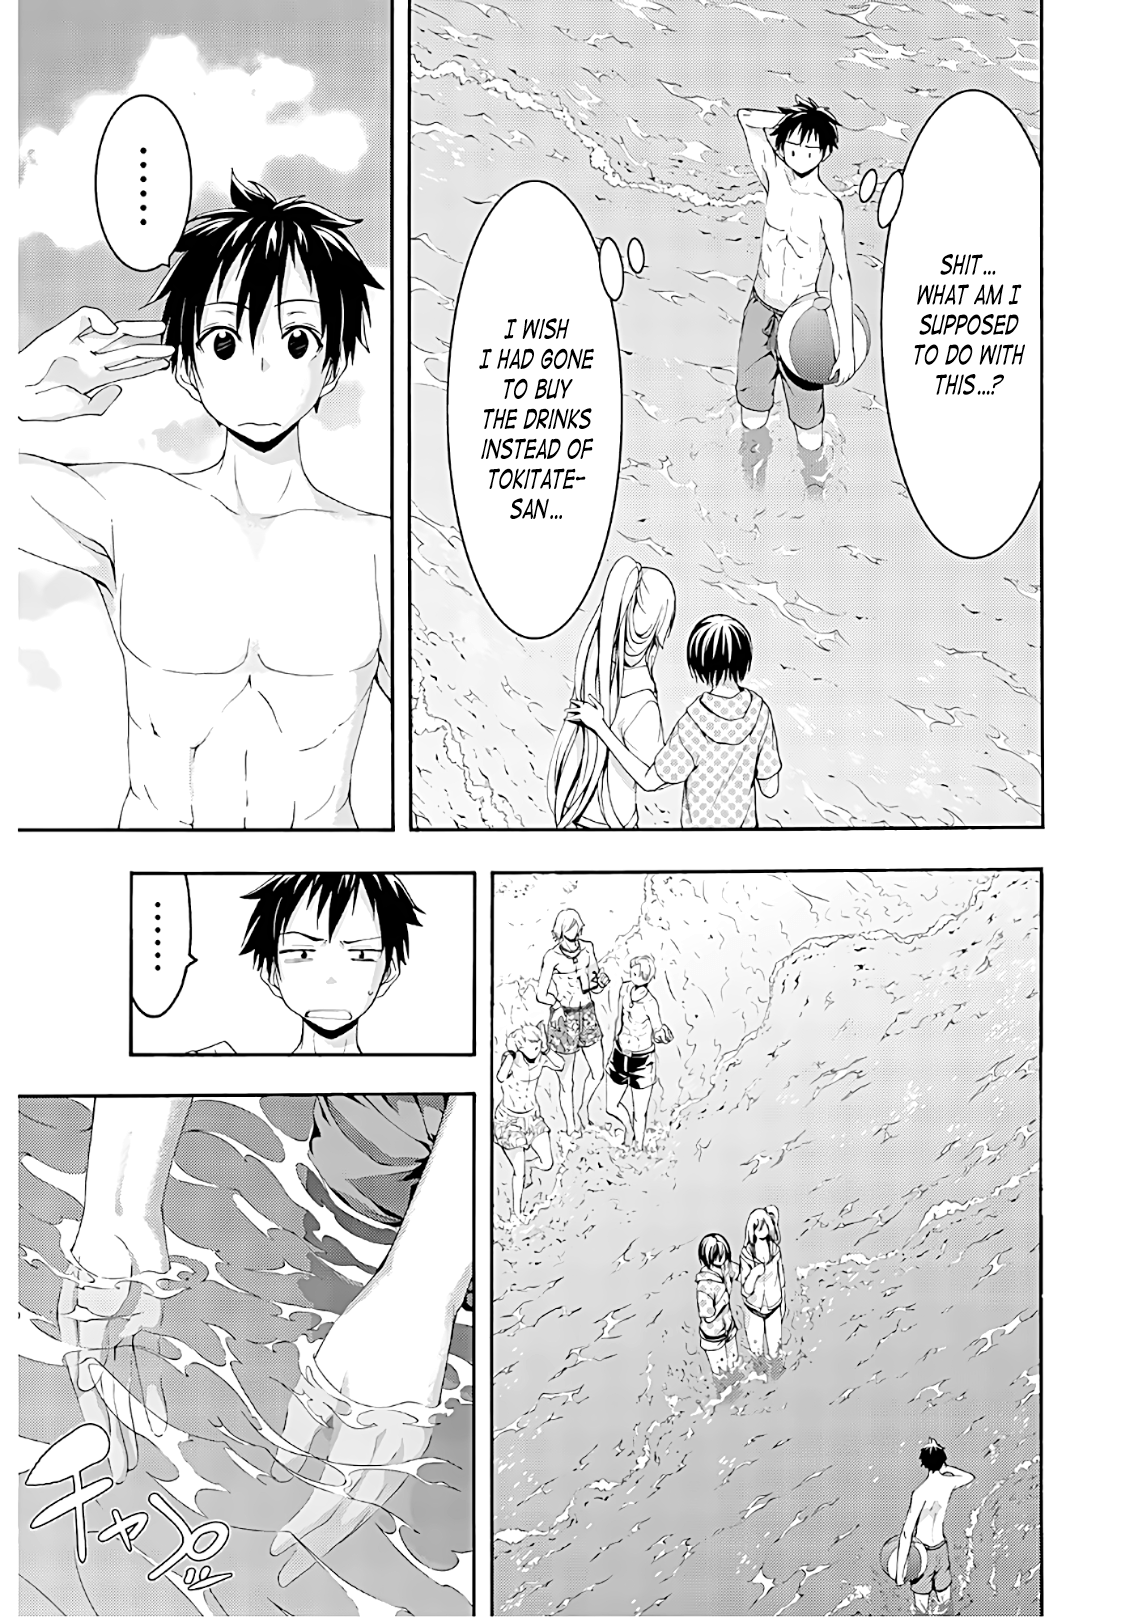 SHIT...
WHAT AM I
SUPPOSED
TO DO WITH
THIS...?
I WISH
I HAD GONE
TO BUY
THE DRINKS
INSTEAD OF
TOKITATE-
SAN...
......
......
チャプ